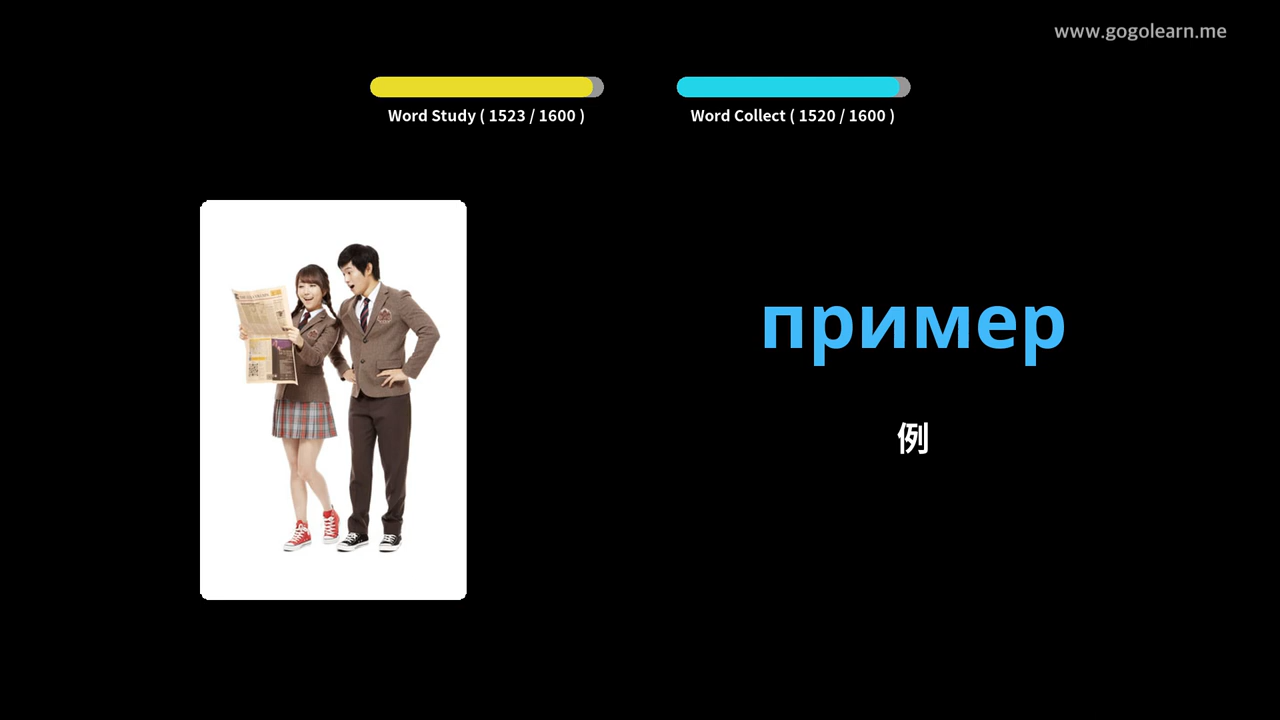 www.gogolearn.me
Word Study ( 1523 / 1600 )
Word Collect ( 1520 / 1600 )
пример
例